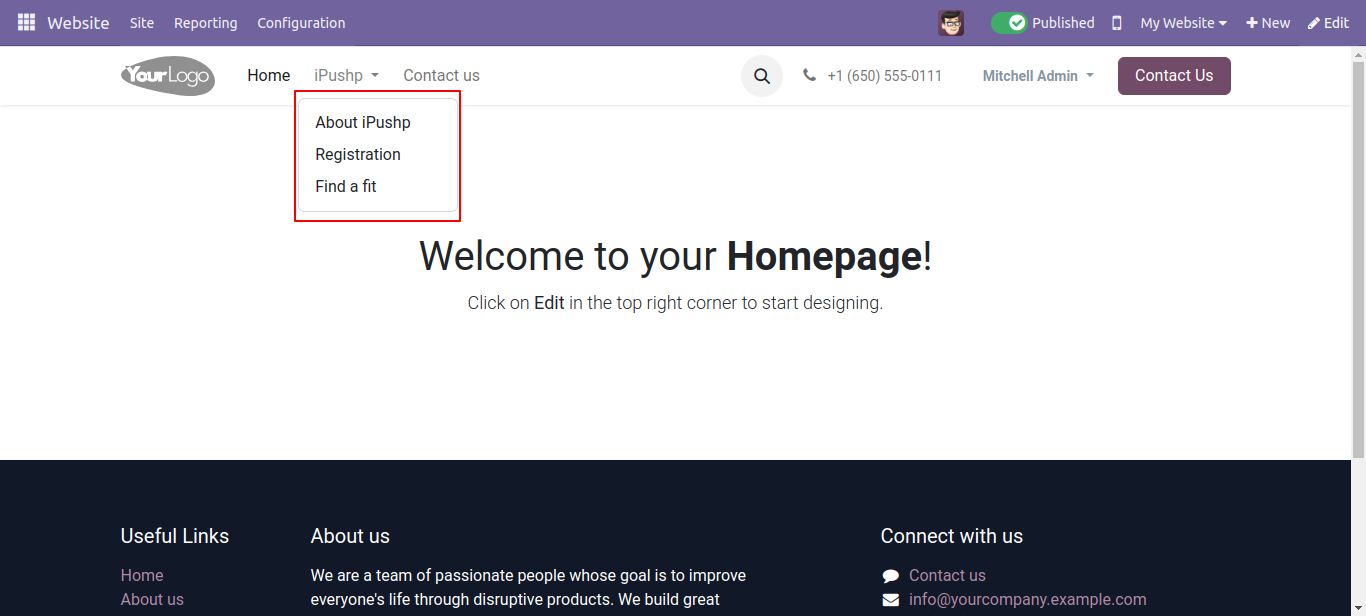 Website Site Reporting Configuration Published My Website New Edit
YourLogo Home iPushp Contact us +1 (650) 555-0111 Mitchell Admin Contact Us
About iPushp
Registration
Find a fit
Welcome to your Homepage!
Click on Edit in the top right corner to start designing.
Useful Links
Home
About us
About us
We are a team of passionate people whose goal is to improve
everyone's life through disruptive products. We build great
Connect with us
Contact us
info@yourcompany.example.com